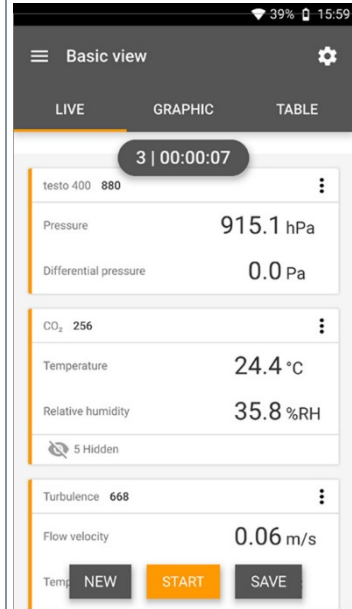 39% 15:59
Basic view
LIVE GRAPHIC TABLE
3 | 00:00:07
testo 400 880
Pressure 915.1 hPa
Differential pressure 0.0 Pa
CO₂ 256
Temperature 24.4 °C
Relative humidity 35.8 %RH
5 Hidden
Turbulence 668
Flow velocity 0.06 m/s
NEW START SAVE